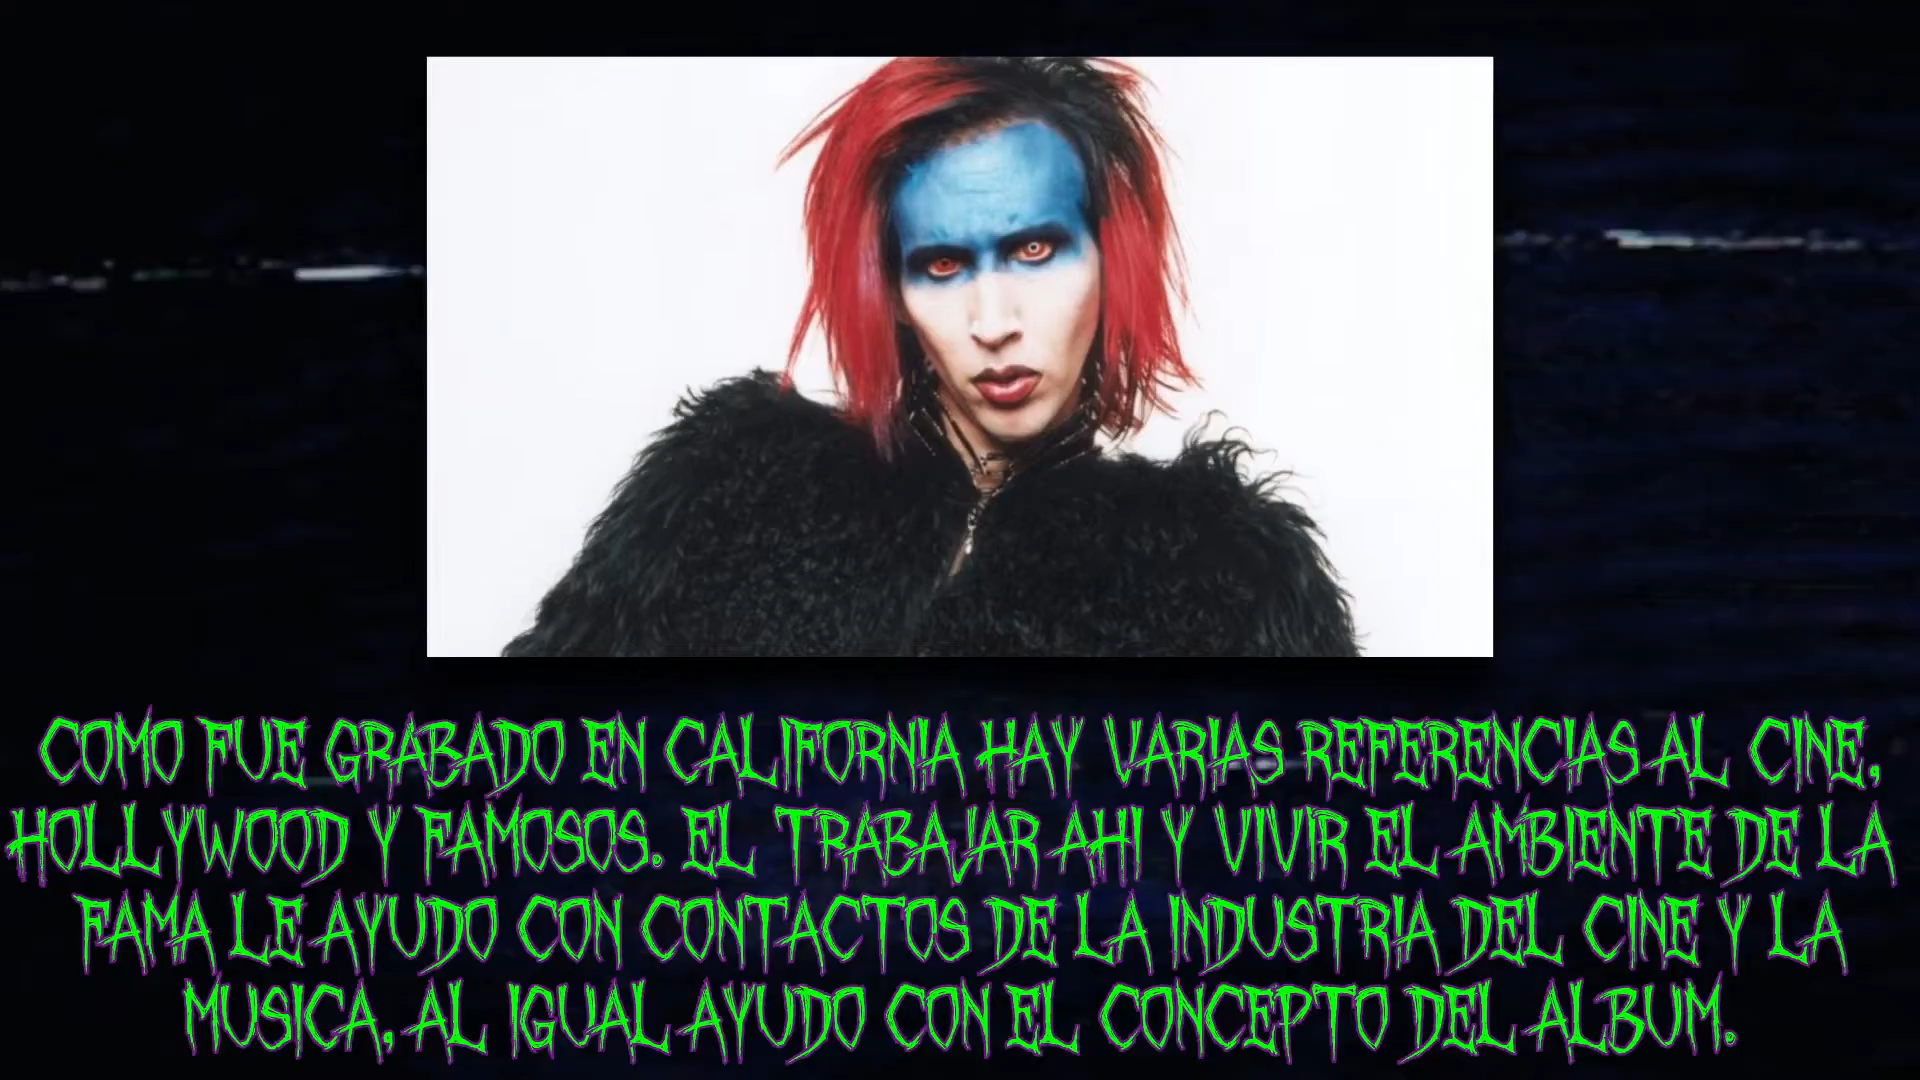 COMO FUE GRABADO EN CALIFORNIA HAY VARIAS REFERENCIAS AL CINE,
HOLLYWOOD Y FAMOSOS. EL TRABAJAR AHI Y VIVIR EL AMBIENTE DE LA
FAMA LE AYUDO CON CONTACTOS DE LA INDUSTRIA DEL CINE Y LA
MUSICA, AL IGUAL AYUDO CON EL CONCEPTO DEL ALBUM.